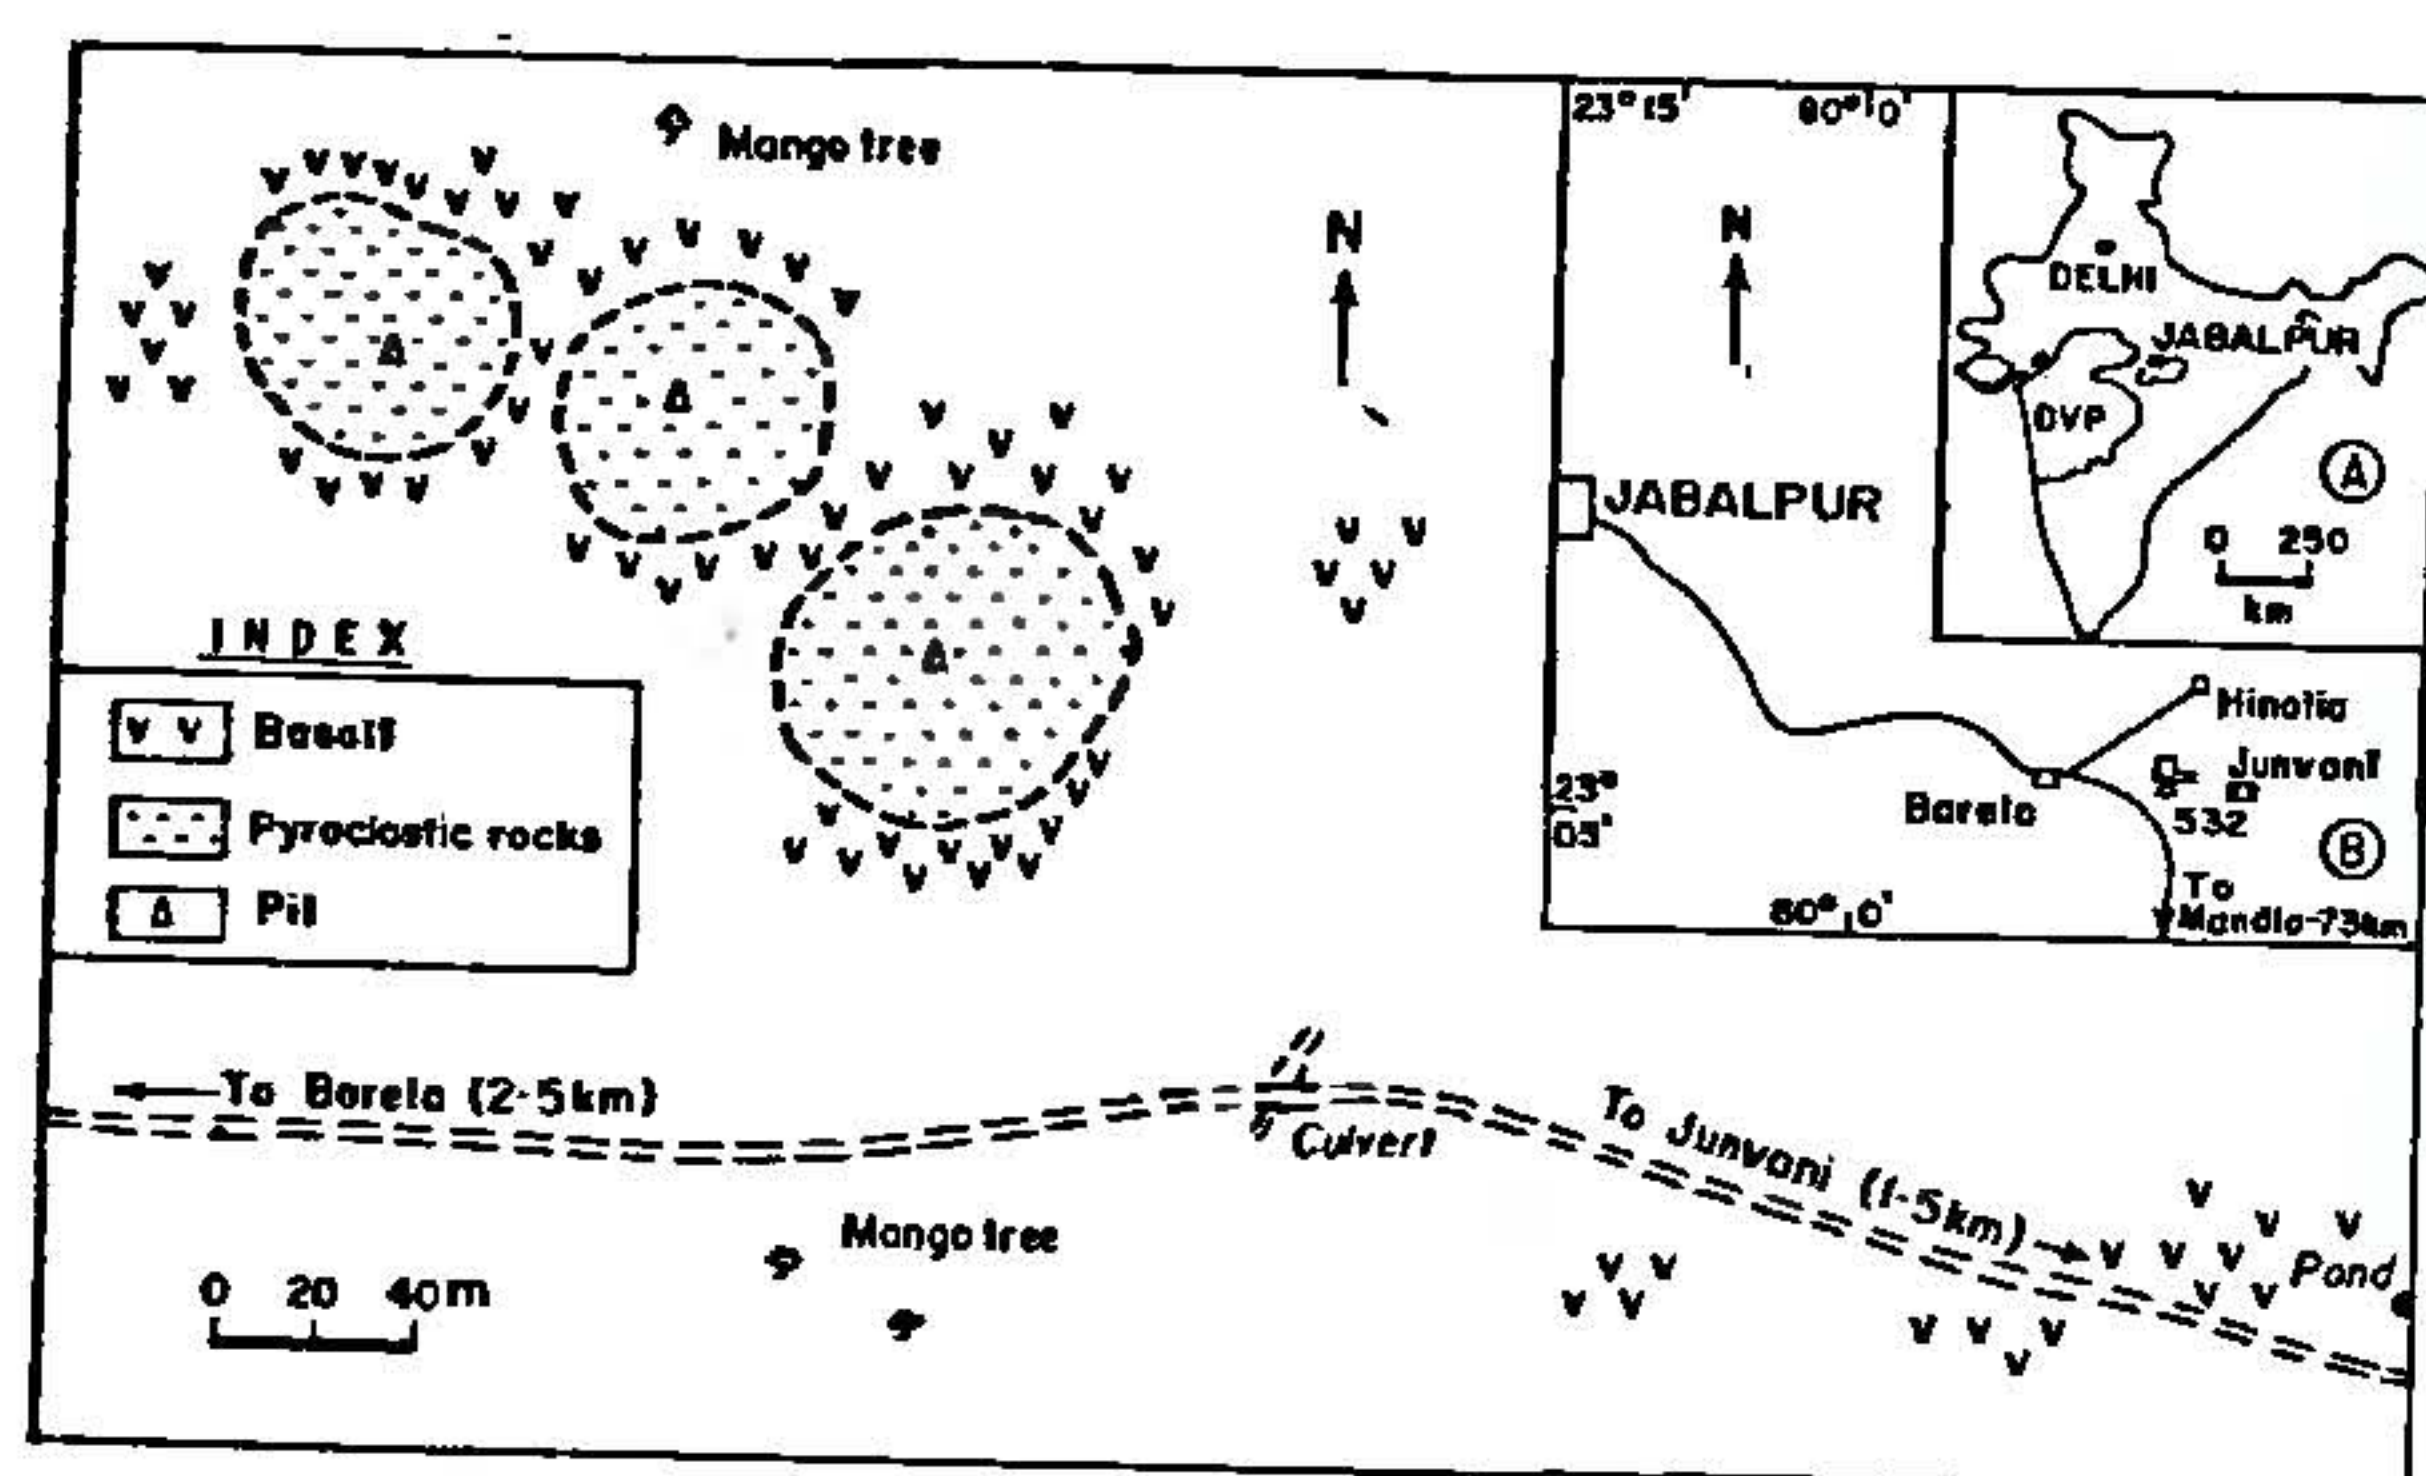 Mango tree
N
INDEX
V V Basalt
Pyroclastic rocks
Δ Pit
23° 15'
80° 10'
N
JABALPUR
23°
05'
80° 10'
Barela
Hinotia
Junvani
532
To
Mandla-73km
B
DELHI
JABALPUR
DVP
A
0 250
km
To Barela (2·5km)
Culvert
To Junvani (1·5km)
Pond
Mango tree
0 20 40m